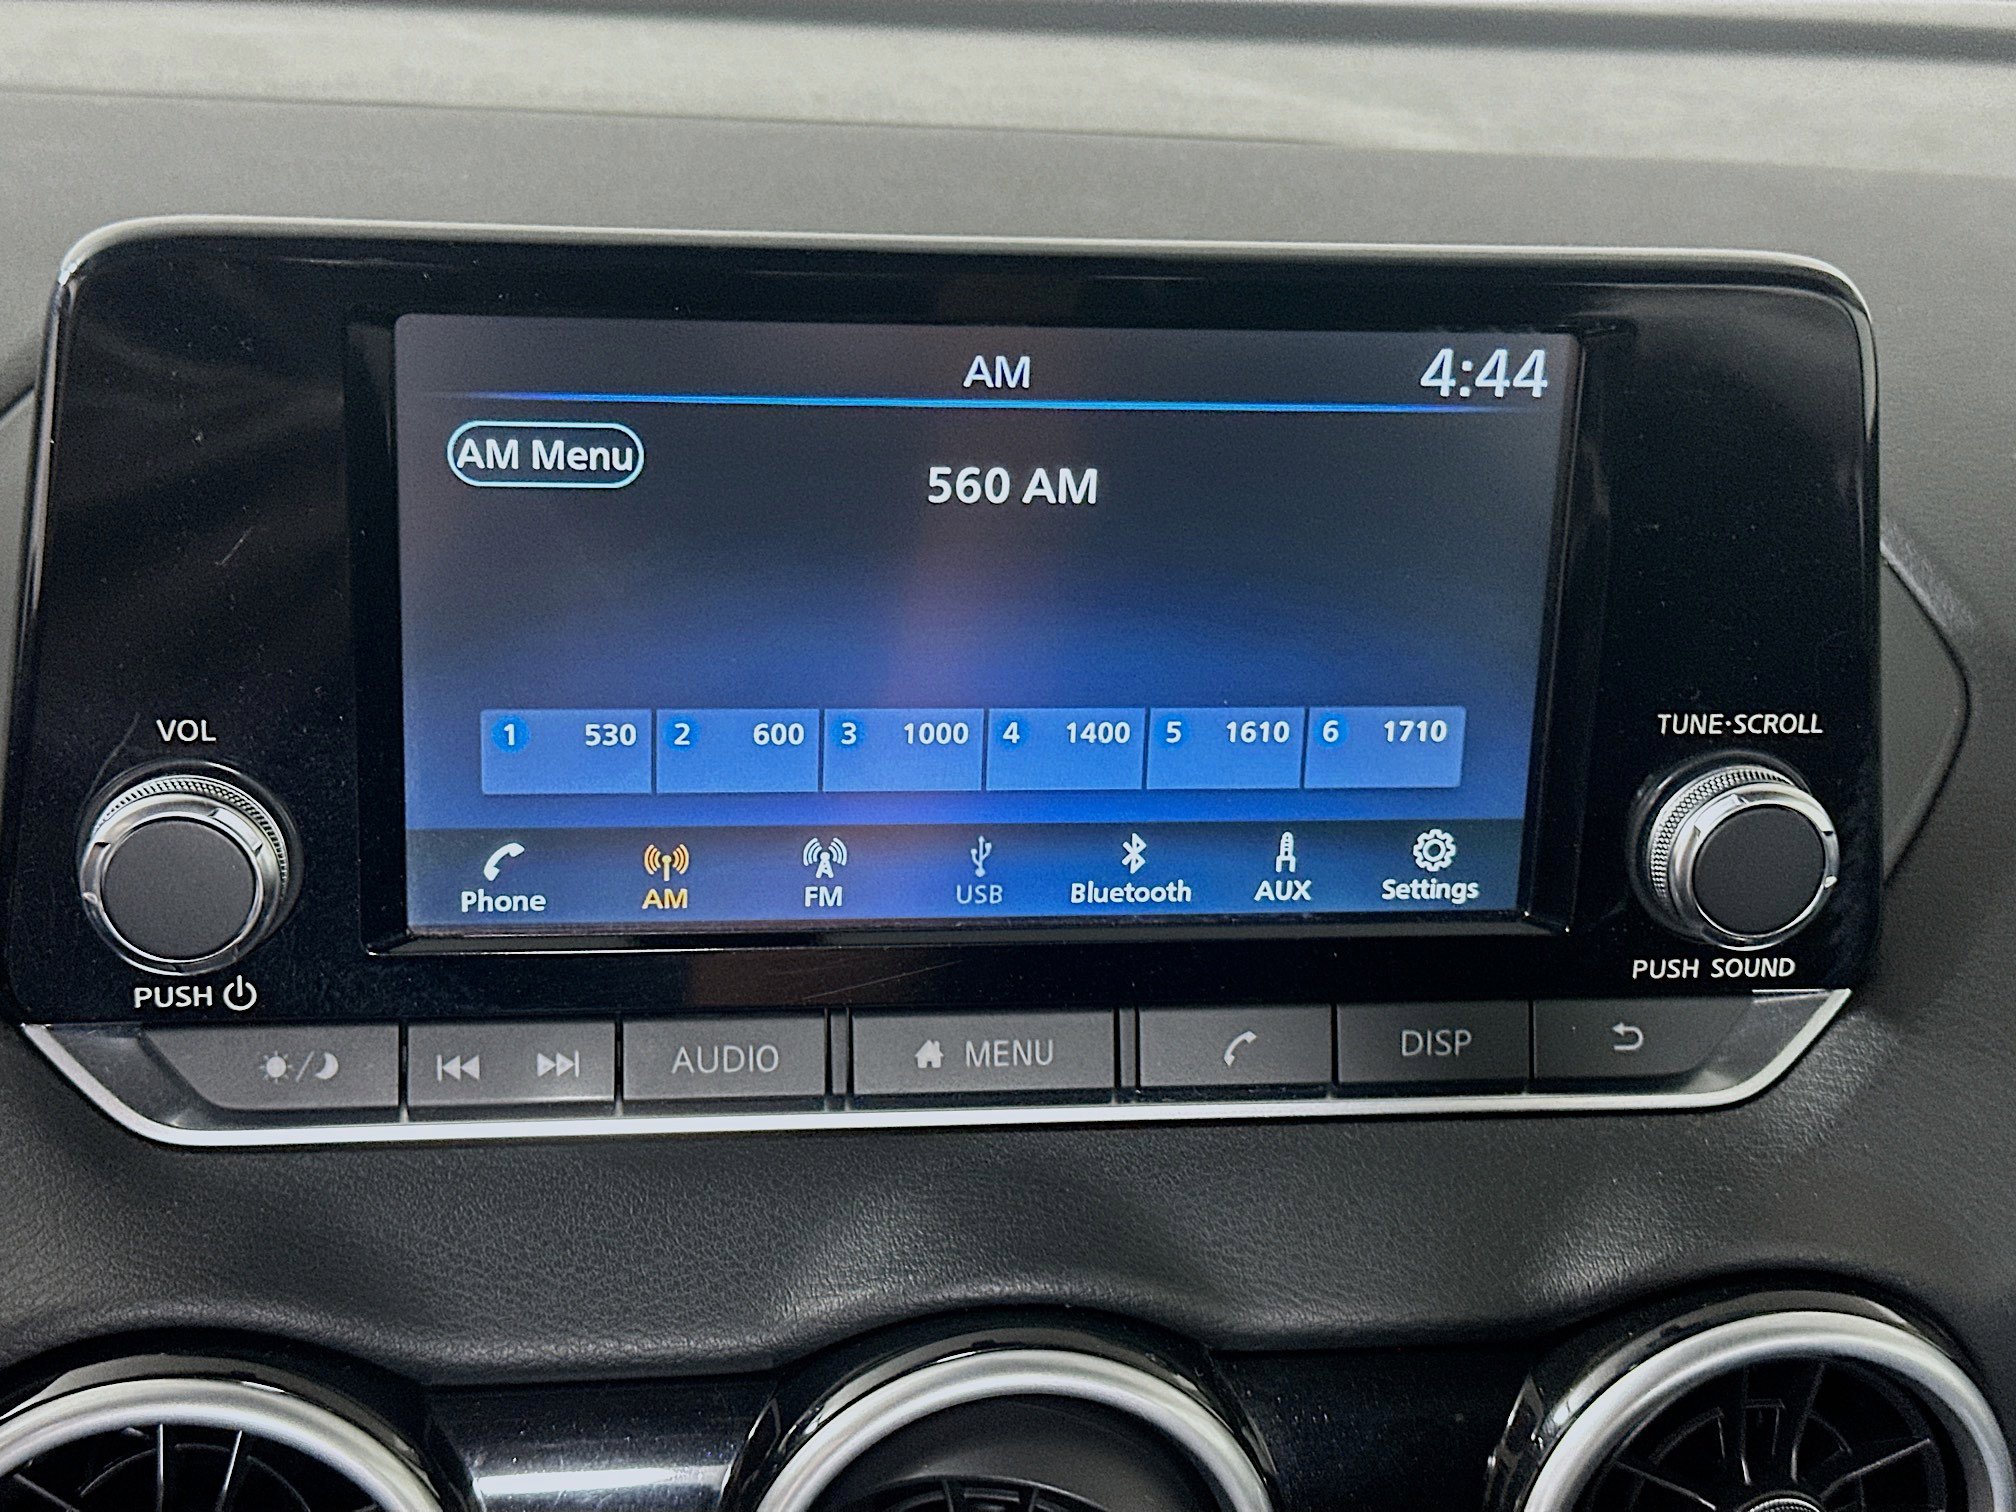 AM 4:44
AM Menu
560 AM
1 530 2 600 3 1000 4 1400 5 1610 6 1710
Phone AM FM USB Bluetooth AUX Settings
VOL
PUSH
TUNE·SCROLL
PUSH SOUND
AUDIO MENU DISP